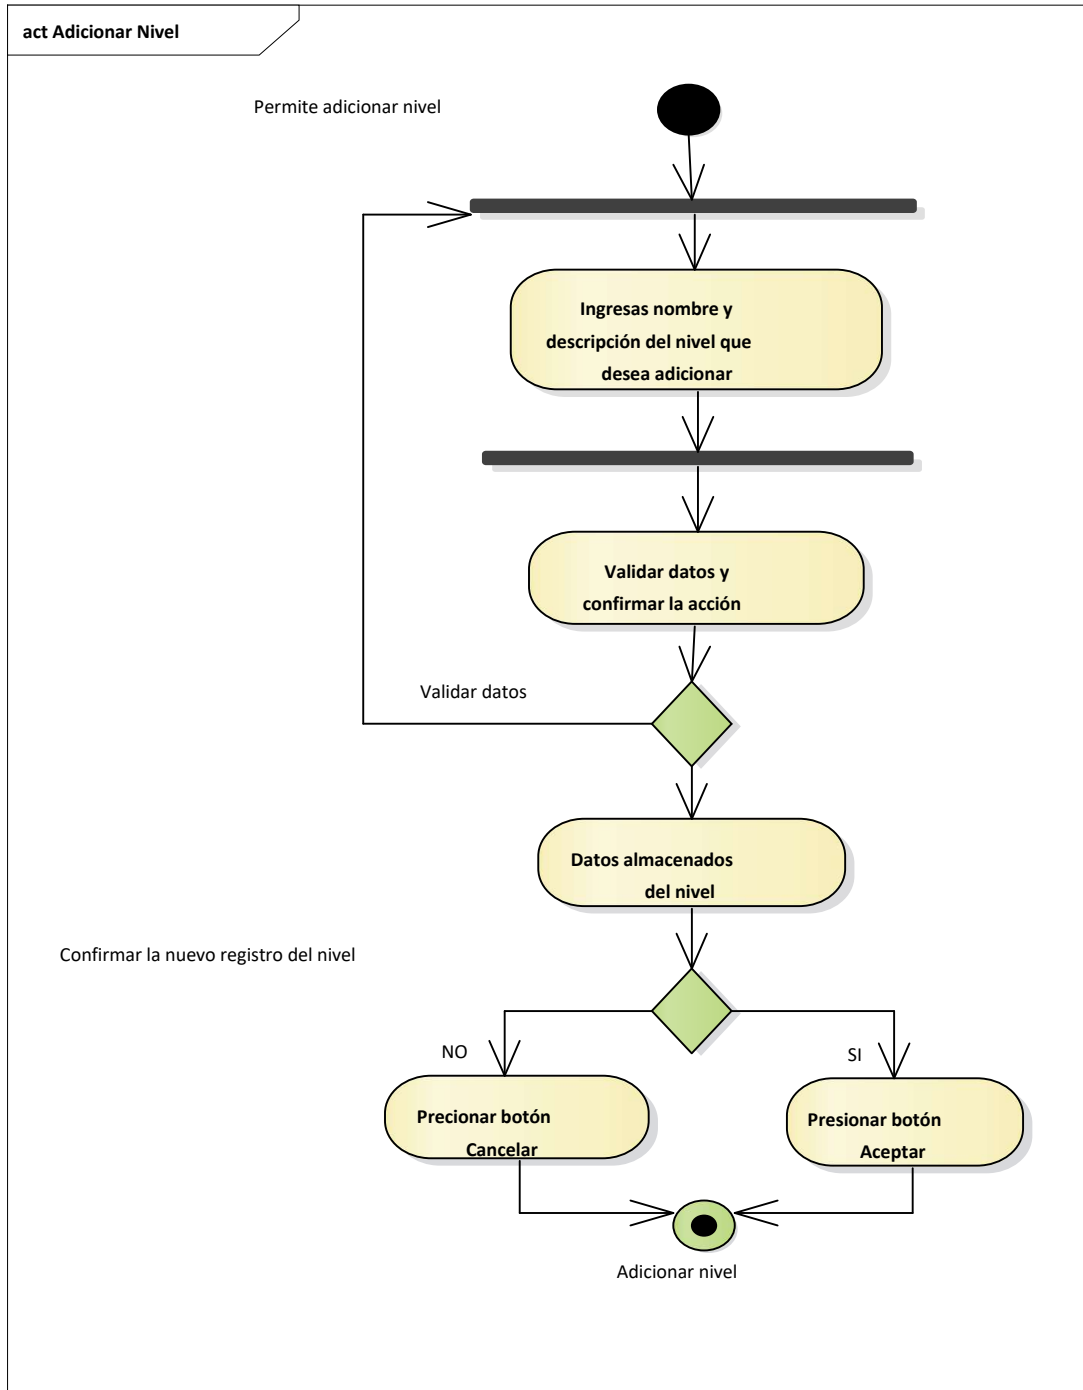 act Adicionar Nivel
Permite adicionar nivel
Ingresas nombre y
descripción del nivel que
desea adicionar
Validar datos y
confirmar la acción
Validar datos
Datos almacenados
del nivel
Confirmar la nuevo registro del nivel
NO
SI
Precionar botón
Cancelar
Presionar botón
Aceptar
Adicionar nivel